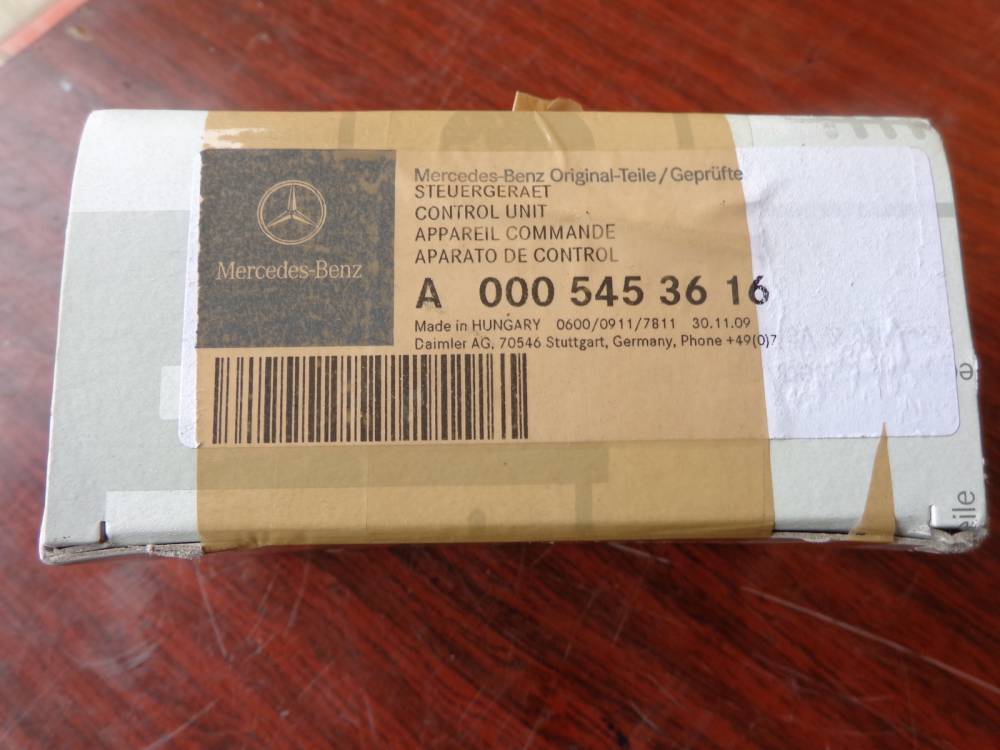 Mercedes-Benz
Mercedes-Benz Original-Teile/Geprüfte
STEUERGERAET
CONTROL UNIT
APPAREIL COMMANDE
APARATO DE CONTROL
A 000 545 36 16
Made in HUNGARY 0600/0911/7811 30.11.09
Daimler AG, 70546 Stuttgart, Germany, Phone +49(0)7
e
eile